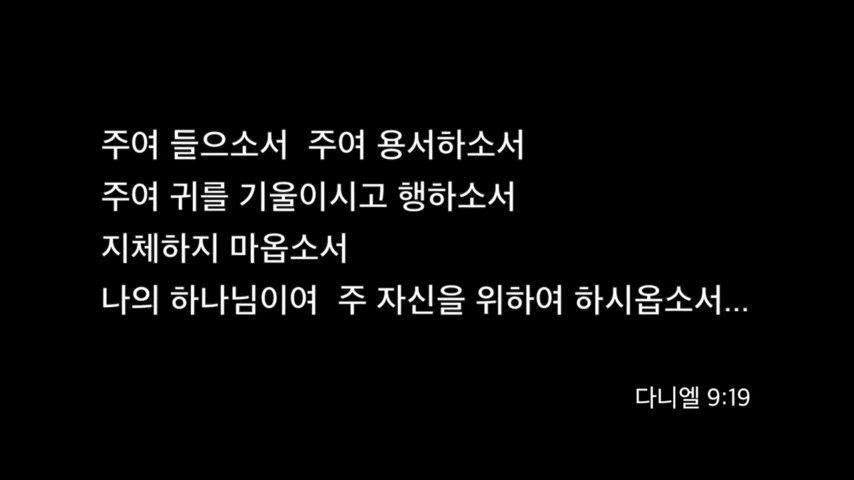 주여 들으소서  주여 용서하소서
주여 귀를 기울이시고 행하소서
지체하지 마옵소서
나의 하나님이여  주 자신을 위하여 하시옵소서...
다니엘 9:19